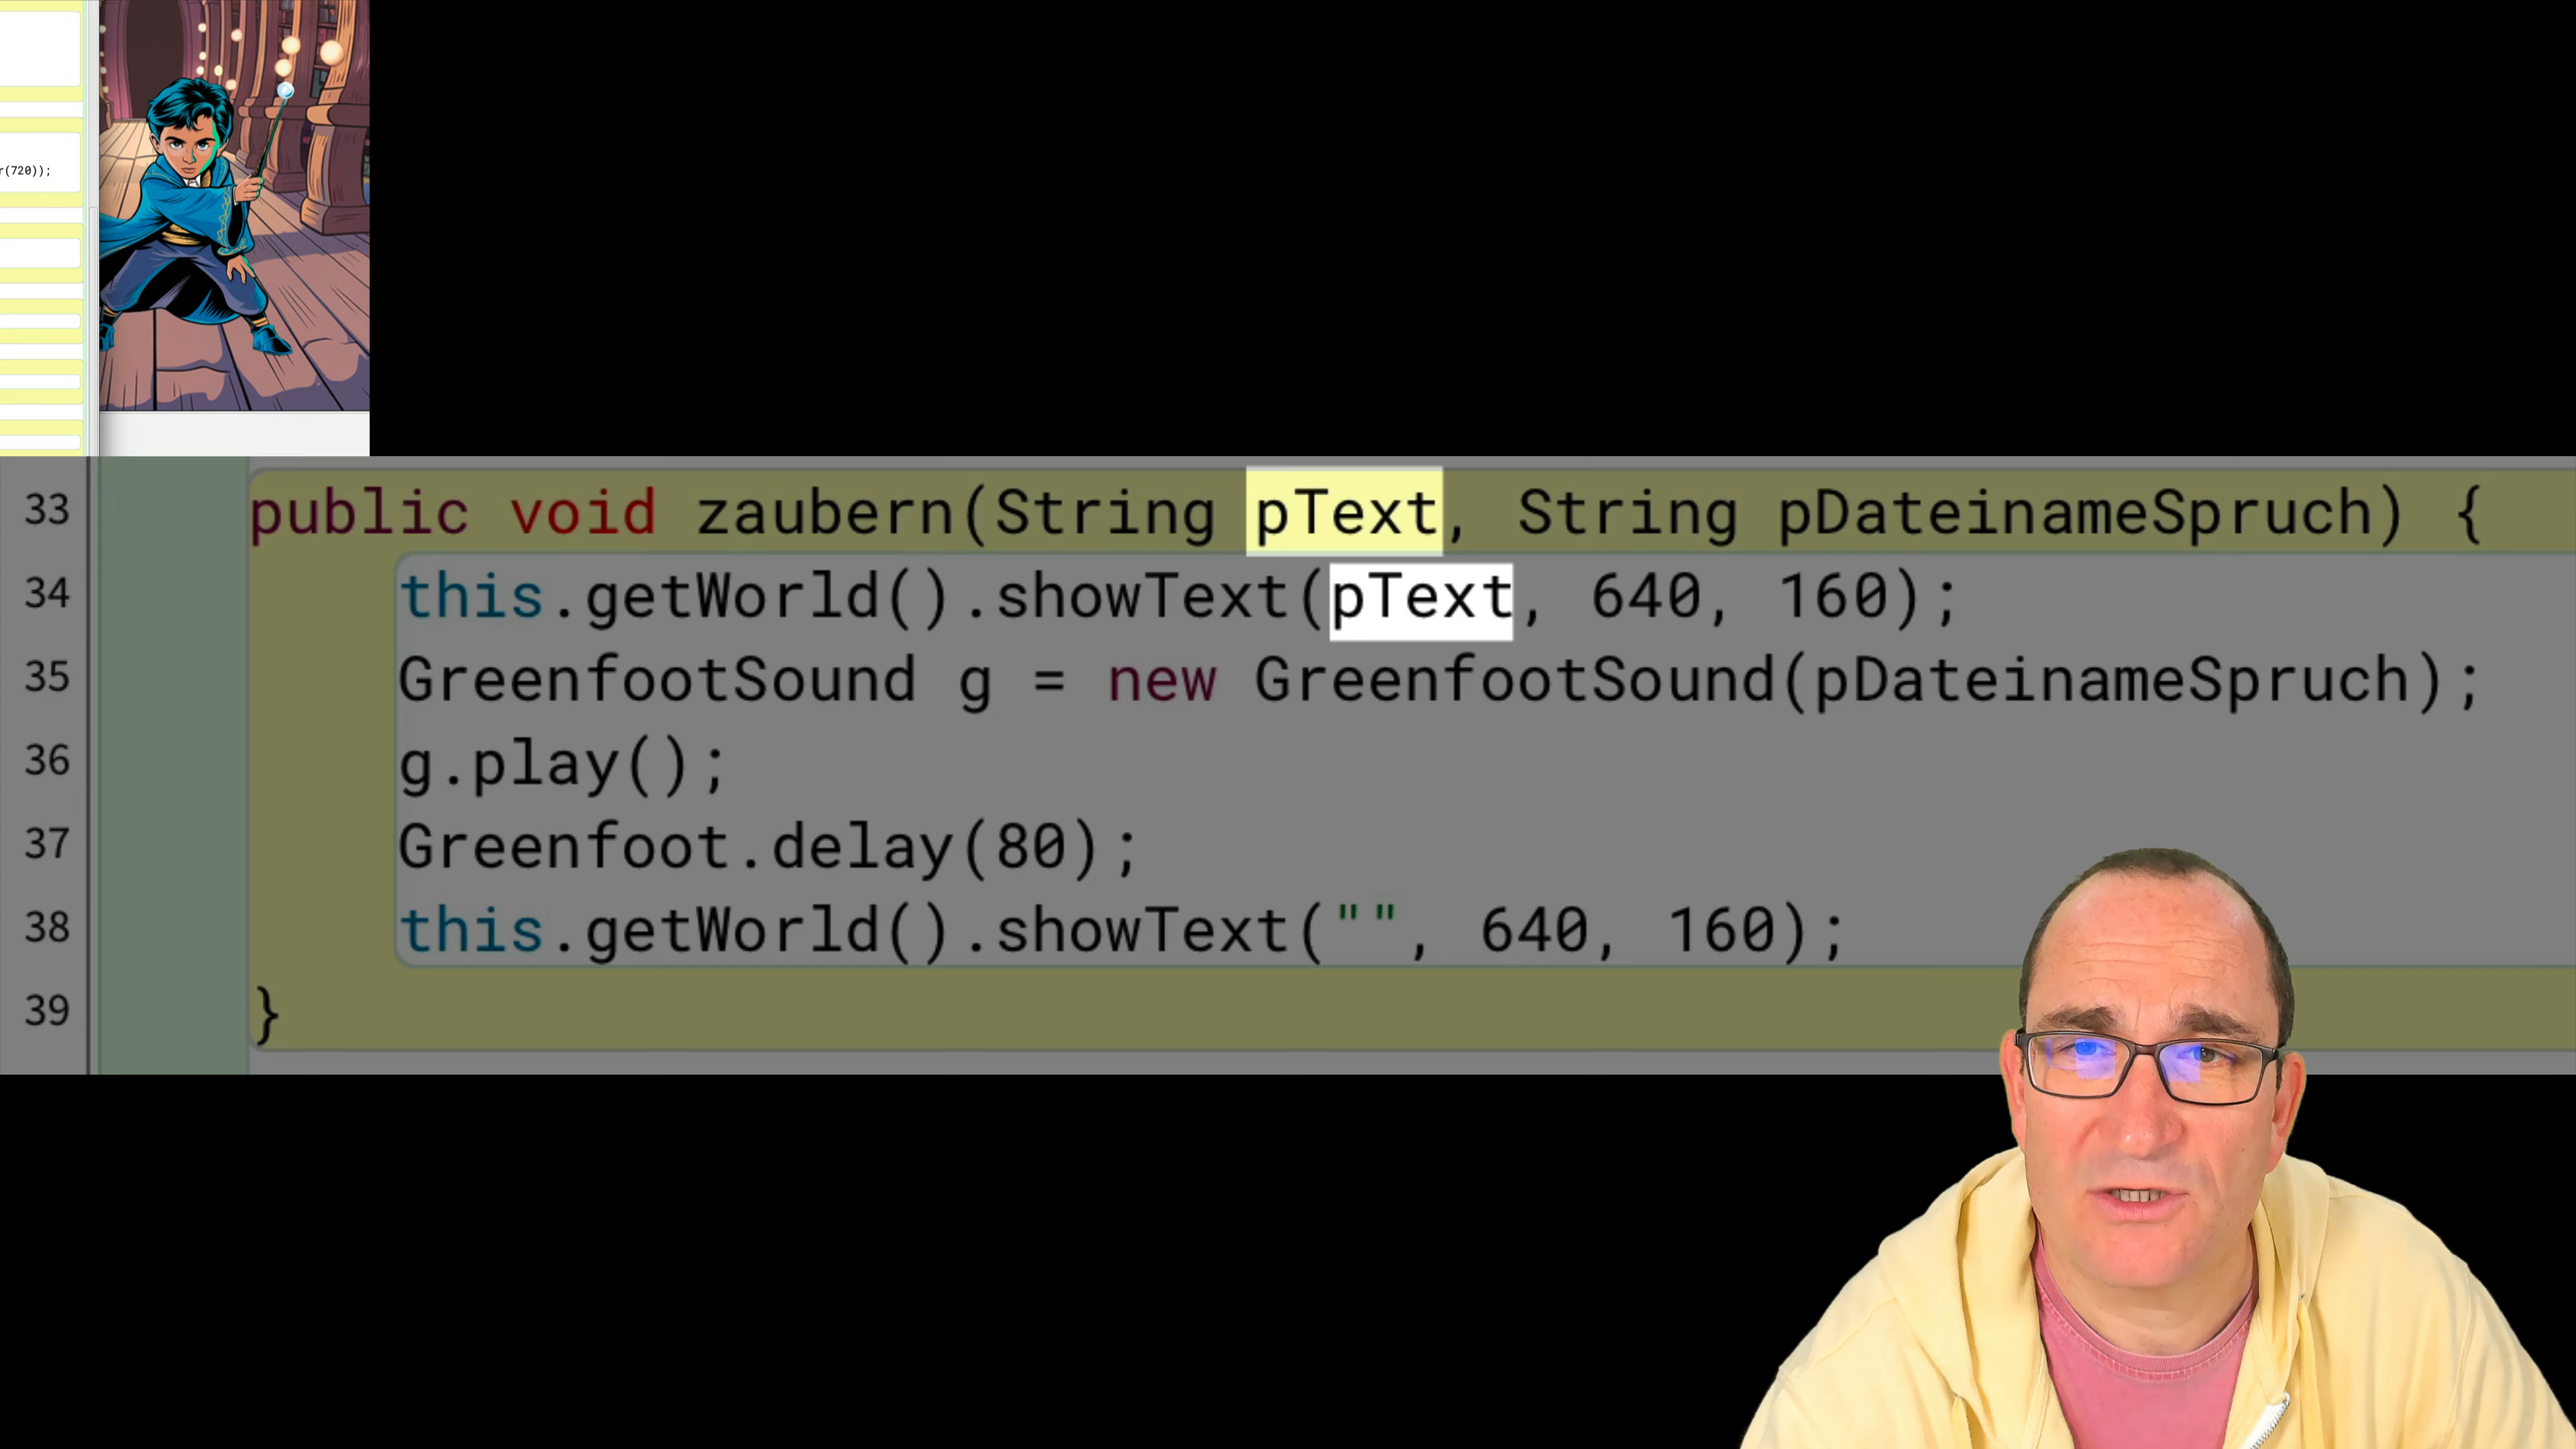 r(720));
33 public void zaubern(String pText, String pDateinameSpruch) {
34 this.getWorld().showText(pText, 640, 160);
35 GreenfootSound g = new GreenfootSound(pDateinameSpruch);
36 g.play();
37 Greenfoot.delay(80);
38 this.getWorld().showText("", 640, 160);
39 }